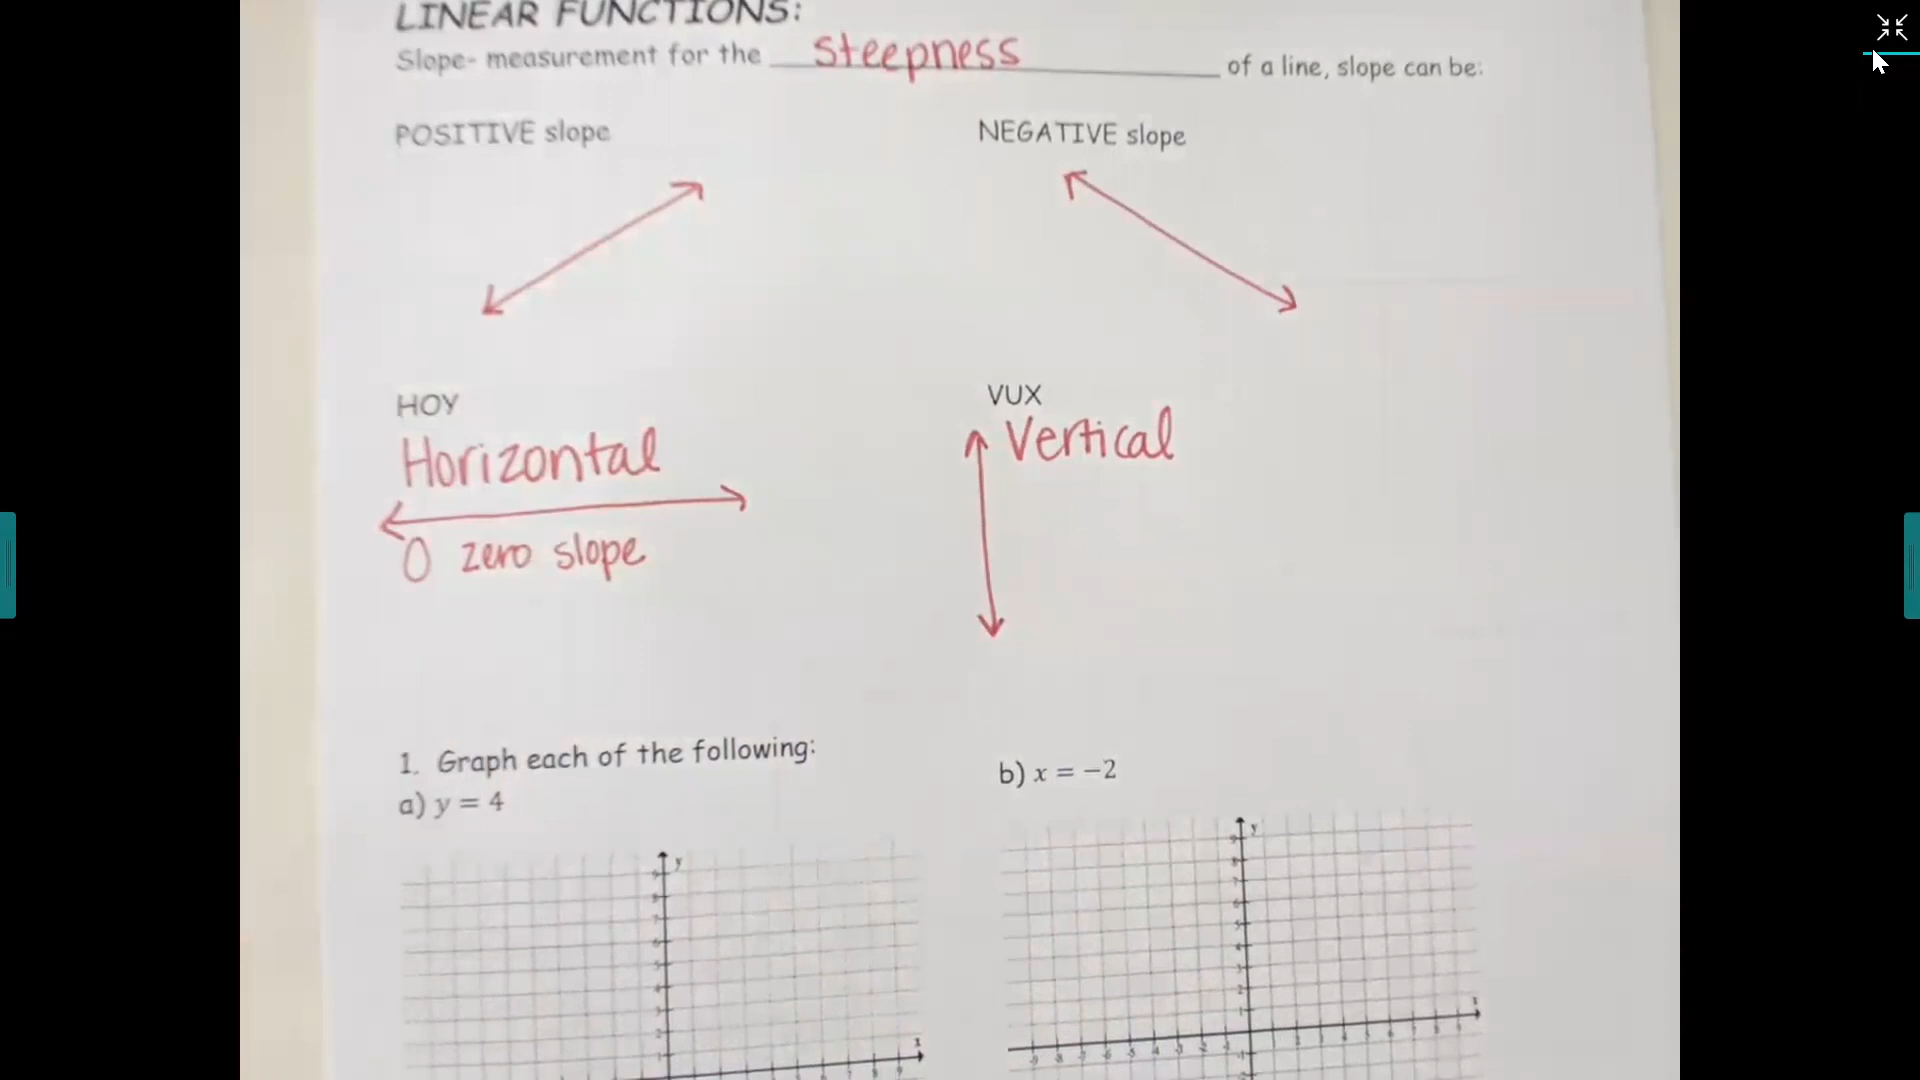 LINEAR FUNCTIONS:
Slope- measurement for the steepness of a line, slope can be:
POSITIVE slope
NEGATIVE slope
HOY
Horizontal
0 zero slope
VUX
Vertical
1. Graph each of the following:
a) y = 4
b) x = −2
y
x
y
x